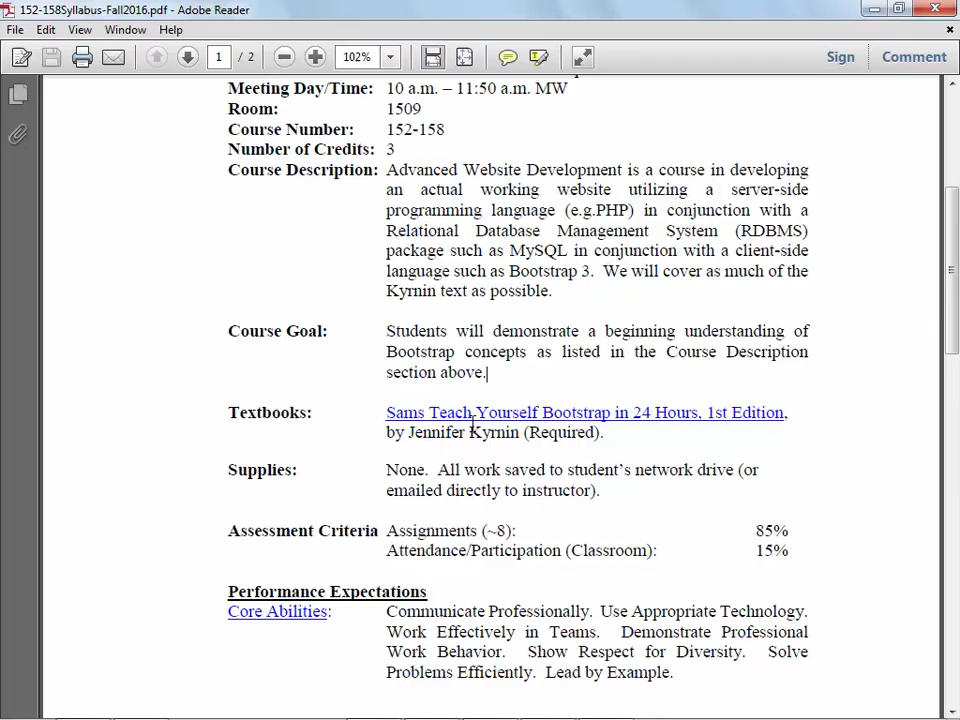 152-158Syllabus-Fall2016.pdf - Adobe Reader
File Edit View Window Help
1 / 2 102% Sign Comment
Meeting Day/Time: 10 a.m. – 11:50 a.m. MW
Room: 1509
Course Number: 152-158
Number of Credits: 3
Course Description: Advanced Website Development is a course in developing
an actual working website utilizing a server-side
programming language (e.g.PHP) in conjunction with a
Relational Database Management System (RDBMS)
package such as MySQL in conjunction with a client-side
language such as Bootstrap 3. We will cover as much of the
Kyrnin text as possible.
Course Goal: Students will demonstrate a beginning understanding of
Bootstrap concepts as listed in the Course Description
section above.
Textbooks: Sams Teach Yourself Bootstrap in 24 Hours, 1st Edition,
by Jennifer Kyrnin (Required).
Supplies: None. All work saved to student’s network drive (or
emailed directly to instructor).
Assessment Criteria Assignments (~8): 85%
Attendance/Participation (Classroom): 15%
Performance Expectations
Core Abilities: Communicate Professionally. Use Appropriate Technology.
Work Effectively in Teams. Demonstrate Professional
Work Behavior. Show Respect for Diversity. Solve
Problems Efficiently. Lead by Example.